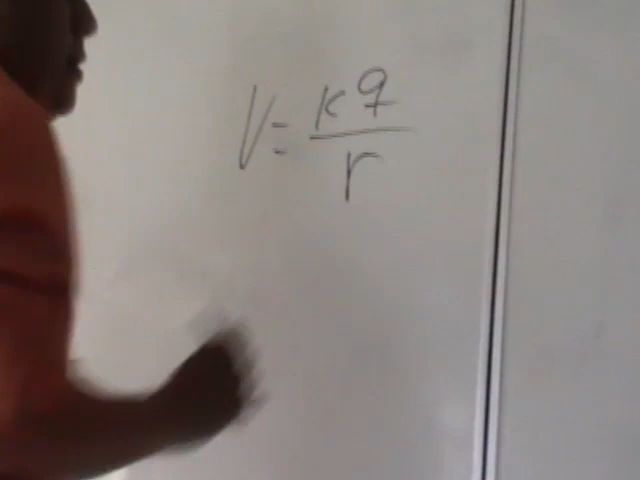 V = kq/r